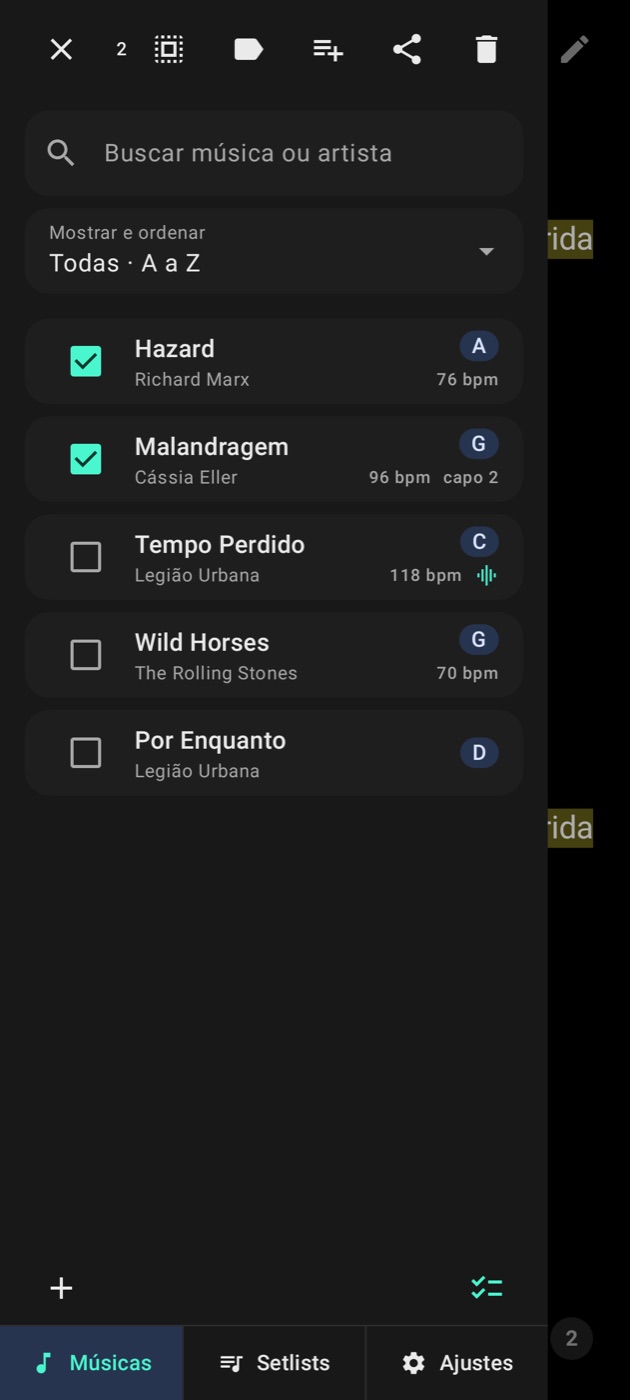 2
Buscar música ou artista
Mostrar e ordenar
Todas · A a Z
rida
Hazard
A
Richard Marx
76 bpm
Malandragem
G
Cássia Eller
96 bpm capo 2
Tempo Perdido
C
Legião Urbana
118 bpm
Wild Horses
G
The Rolling Stones
70 bpm
Por Enquanto
D
Legião Urbana
rida
2
Músicas
Setlists
Ajustes